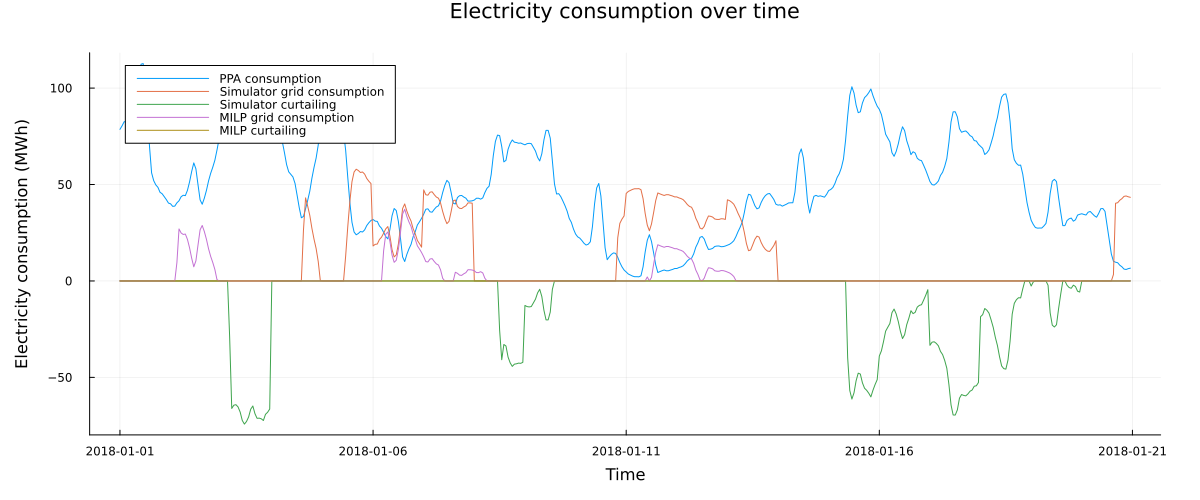 Electricity consumption over time
Electricity consumption (MWh)
100
50
0
−50
PPA consumption
Simulator grid consumption
Simulator curtailing
MILP grid consumption
MILP curtailing
2018-01-01 2018-01-06 2018-01-11 2018-01-16 2018-01-21
Time